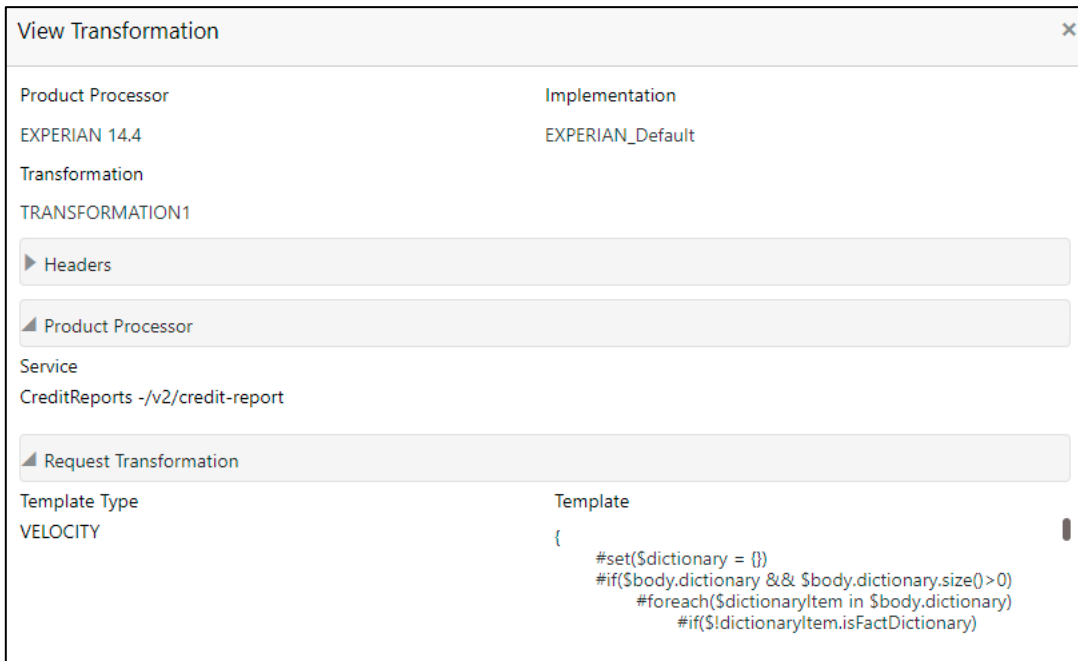 View Transformation ×
Product Processor Implementation
EXPERIAN 14.4 EXPERIAN_Default
Transformation
TRANSFORMATION1
Headers
Product Processor
Service
CreditReports -/v2/credit-report
Request Transformation
Template Type Template
VELOCITY {
#set($dictionary = {})
#if($body.dictionary && $body.dictionary.size()>0)
#foreach($dictionaryItem in $body.dictionary)
#if($!dictionaryItem.isFactDictionary)